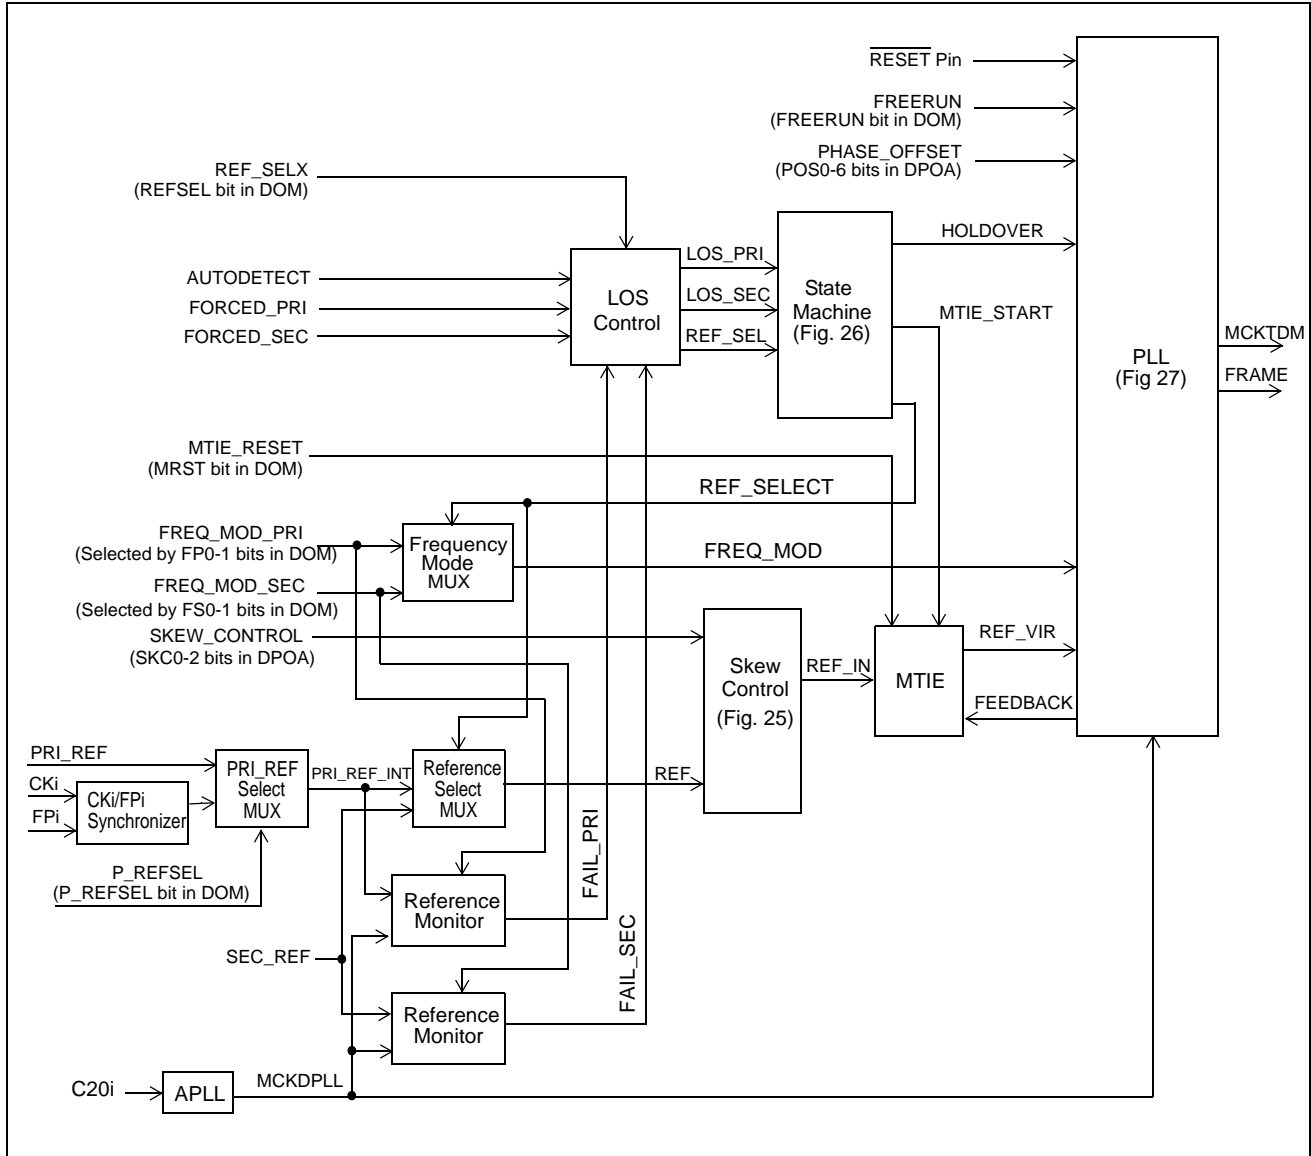 RESET Pin
FREERUN
(FREERUN bit in DOM)
PHASE_OFFSET
(POS0-6 bits in DPOA)
REF_SELX
(REFSEL bit in DOM)
AUTODETECT
FORCED_PRI
FORCED_SEC
LOS
Control
LOS_PRI
LOS_SEC
REF_SEL
State
Machine
(Fig. 26)
HOLDOVER
MTIE_START
PLL
(Fig 27)
MCKTDM
FRAME
MTIE_RESET
(MRST bit in DOM)
REF_SELECT
FREQ_MOD_PRI
(Selected by FP0-1 bits in DOM)
FREQ_MOD_SEC
(Selected by FS0-1 bits in DOM)
Frequency
Mode
MUX
FREQ_MOD
SKEW_CONTROL
(SKC0-2 bits in DPOA)
Skew
Control
(Fig. 25)
REF_IN
MTIE
REF_VIR
FEEDBACK
PRI_REF
CKi
FPi
CKi/FPi
Synchronizer
PRI_REF
Select
MUX
PRI_REF_INT
Reference
Select
MUX
REF
P_REFSEL
(P_REFSEL bit in DOM)
Reference
Monitor
FAIL_PRI
SEC_REF
Reference
Monitor
FAIL_SEC
C20i
APLL
MCKDPLL